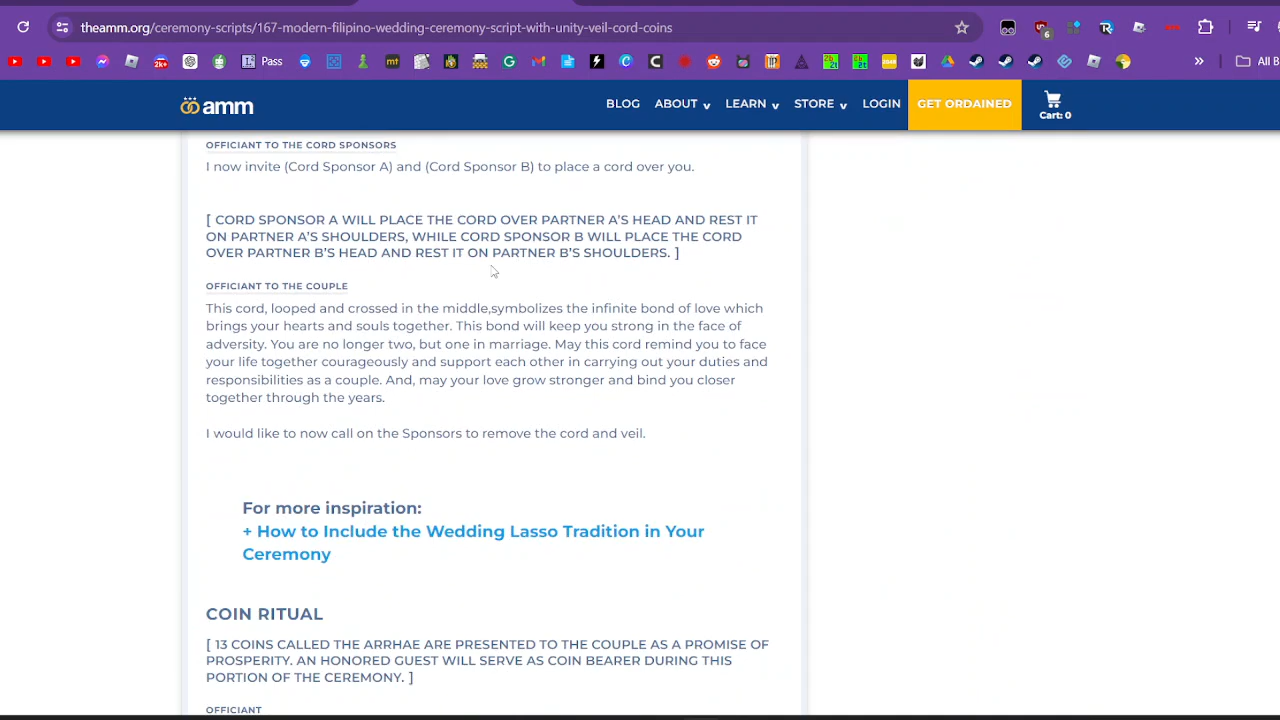 theamm.org/ceremony-scripts/167-modern-filipino-wedding-ceremony-script-with-unity-veil-cord-coins
6
2k+
Pass
mt
All B
amm
BLOG ABOUT LEARN STORE LOGIN GET ORDAINED Cart: 0
OFFICIANT TO THE CORD SPONSORS
I now invite (Cord Sponsor A) and (Cord Sponsor B) to place a cord over you.
[ CORD SPONSOR A WILL PLACE THE CORD OVER PARTNER A'S HEAD AND REST IT
ON PARTNER A'S SHOULDERS, WHILE CORD SPONSOR B WILL PLACE THE CORD
OVER PARTNER B'S HEAD AND REST IT ON PARTNER B'S SHOULDERS. ]
OFFICIANT TO THE COUPLE
This cord, looped and crossed in the middle,symbolizes the infinite bond of love which
brings your hearts and souls together. This bond will keep you strong in the face of
adversity. You are no longer two, but one in marriage. May this cord remind you to face
your life together courageously and support each other in carrying out your duties and
responsibilities as a couple. And, may your love grow stronger and bind you closer
together through the years.
I would like to now call on the Sponsors to remove the cord and veil.
For more inspiration:
+ How to Include the Wedding Lasso Tradition in Your
Ceremony
COIN RITUAL
[ 13 COINS CALLED THE ARRHAE ARE PRESENTED TO THE COUPLE AS A PROMISE OF
PROSPERITY. AN HONORED GUEST WILL SERVE AS COIN BEARER DURING THIS
PORTION OF THE CEREMONY. ]
OFFICIANT